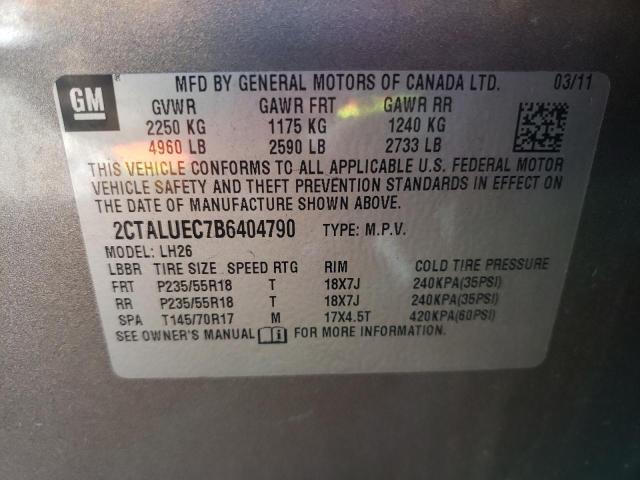 GM
MFD BY GENERAL MOTORS OF CANADA LTD. 03/11
GVWR GAWR FRT GAWR RR
2250 KG 1175 KG 1240 KG
4960 LB 2590 LB 2733 LB
THIS VEHICLE CONFORMS TO ALL APPLICABLE U.S. FEDERAL MOTOR
VEHICLE SAFETY AND THEFT PREVENTION STANDARDS IN EFFECT ON
THE DATE OF MANUFACTURE SHOWN ABOVE.
2CTALUEC7B6404790 TYPE: M.P.V.
MODEL: LH26
LBBR TIRE SIZE SPEED RTG RIM COLD TIRE PRESSURE
FRT P235/55R18 T 18X7J 240KPA(35PSI)
RR P235/55R18 T 18X7J 240KPA(35PSI)
SPA T145/70R17 M 17X4.5T 420KPA(60PSI)
SEE OWNER'S MANUAL FOR MORE INFORMATION.